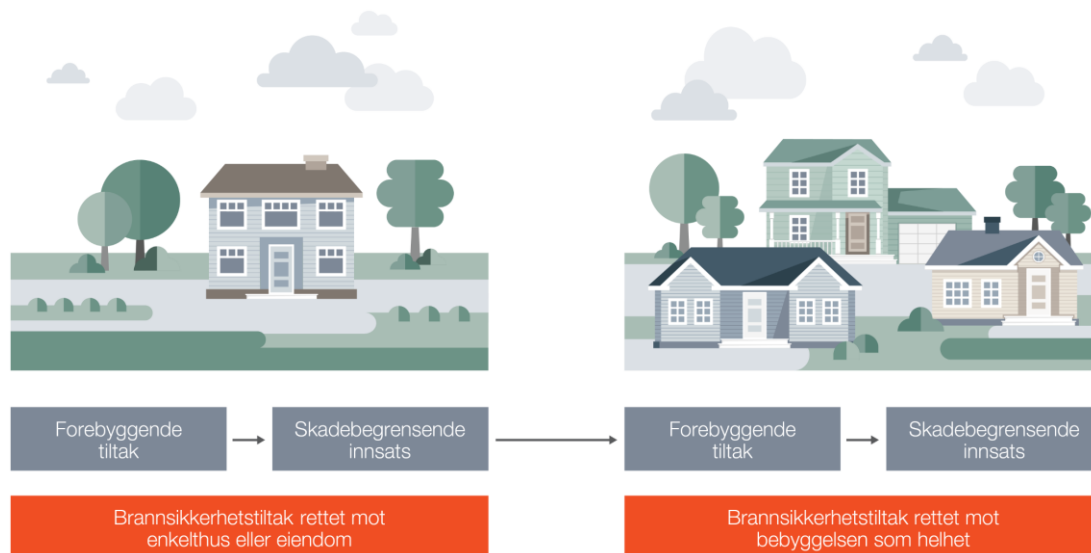 Forebyggende
tiltak
Skadebegrensende
innsats
Forebyggende
tiltak
Skadebegrensende
innsats
Brannsikkerhetstiltak rettet mot
enkelthus eller eiendom
Brannsikkerhetstiltak rettet mot
bebyggelsen som helhet